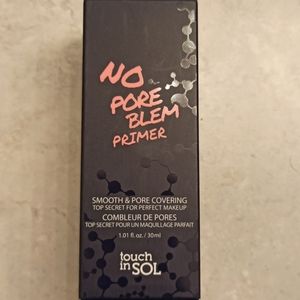 NO
PORE
BLEM
PRIMER
SMOOTH & PORE COVERING
TOP SECRET FOR PERFECT MAKEUP
COMBLEUR DE PORES
TOP SECRET POUR UN MAQUILLAGE PARFAIT
1.01 fl.oz. / 30ml
touch
in SOL